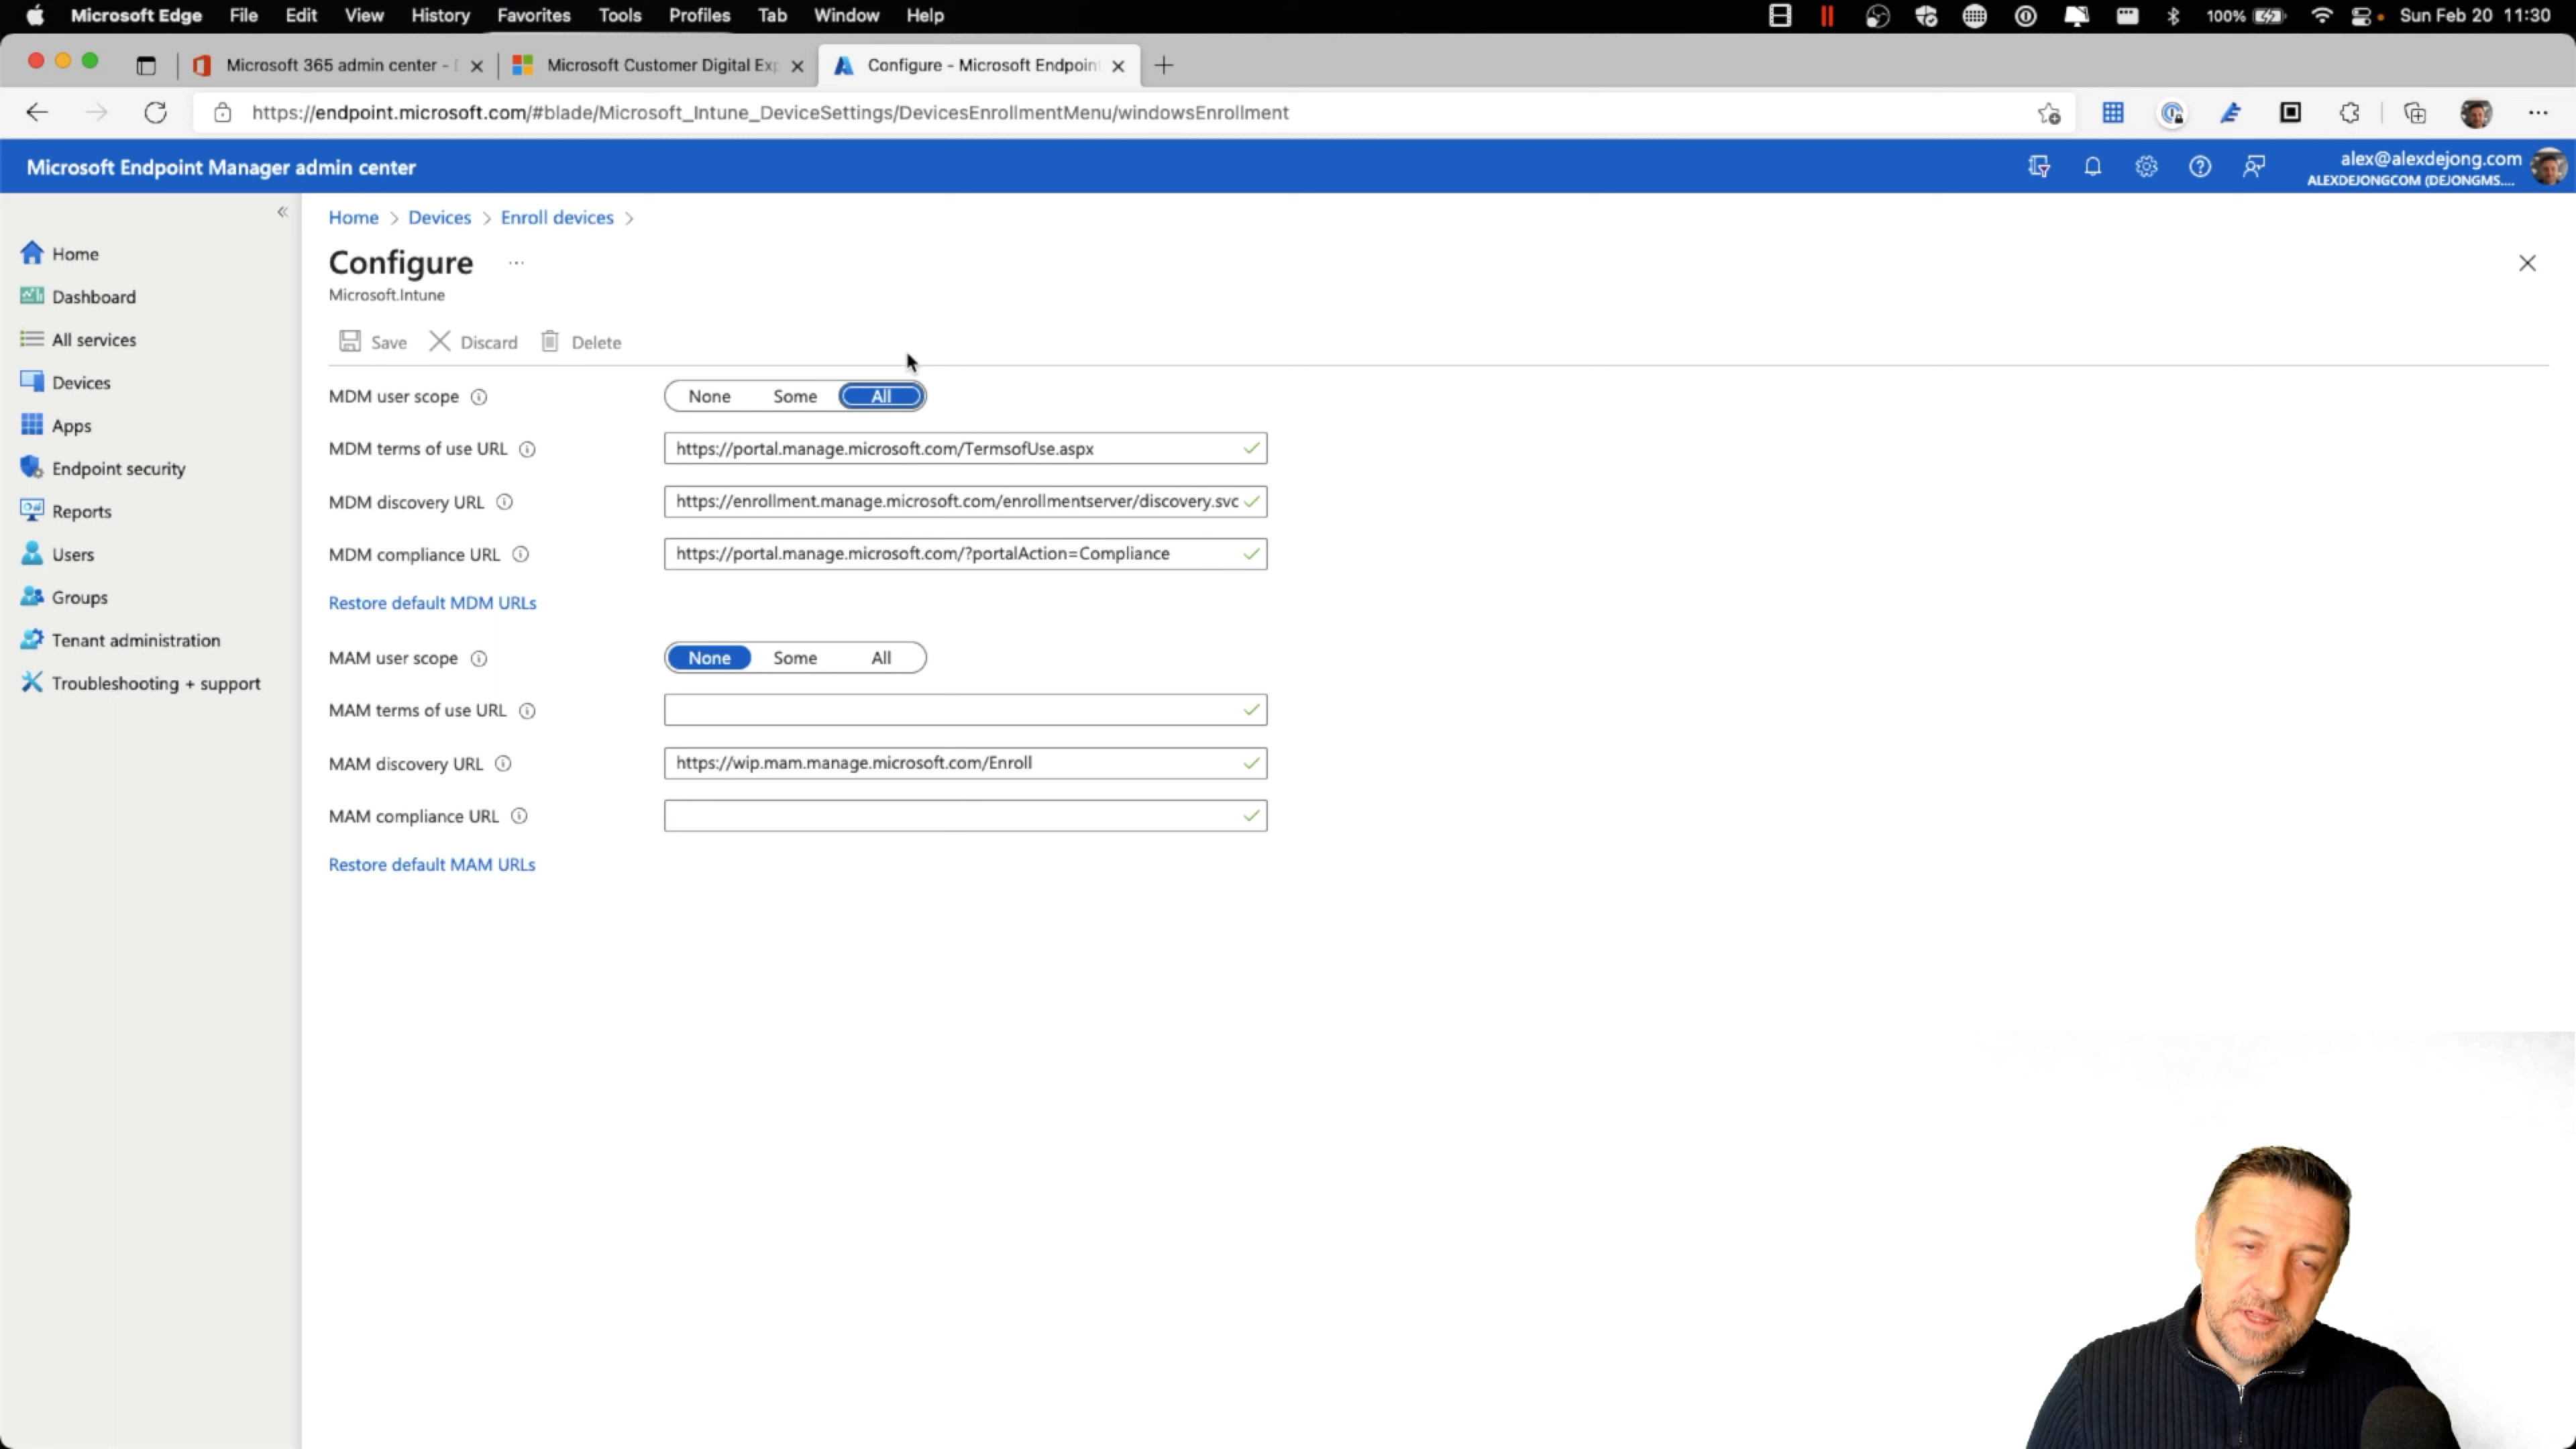 Microsoft Edge File Edit View History Favorites Tools Profiles Tab Window Help 100% Sun Feb 20 11:30
Microsoft 365 admin center - Microsoft Customer Digital Exp Configure - Microsoft Endpoin
https://endpoint.microsoft.com/#blade/Microsoft_Intune_DeviceSettings/DevicesEnrollmentMenu/windowsEnrollment
Microsoft Endpoint Manager admin center
alex@alexdejong.com
ALEXDEJONGCOM (DEJONGMS....
Home
Dashboard
All services
Devices
Apps
Endpoint security
Reports
Users
Groups
Tenant administration
Troubleshooting + support
Home > Devices > Enroll devices >
Configure ...
Microsoft.Intune
Save Discard Delete
MDM user scope None Some All
MDM terms of use URL https://portal.manage.microsoft.com/TermsofUse.aspx
MDM discovery URL https://enrollment.manage.microsoft.com/enrollmentserver/discovery.svc
MDM compliance URL https://portal.manage.microsoft.com/?portalAction=Compliance
Restore default MDM URLs
MAM user scope None Some All
MAM terms of use URL
MAM discovery URL https://wip.mam.manage.microsoft.com/Enroll
MAM compliance URL
Restore default MAM URLs